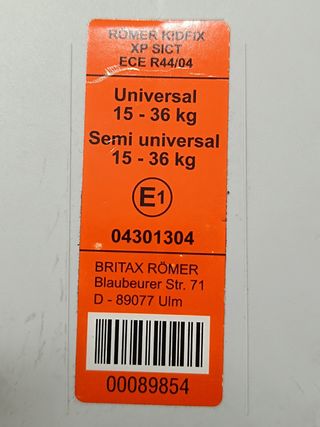 RÖMER KIDFIX
XP SICT
ECE R44/04
Universal
15 - 36 kg
Semi universal
15 - 36 kg
E1
04301304
BRITAX RÖMER
Blaubeurer Str. 71
D - 89077 Ulm
00089854